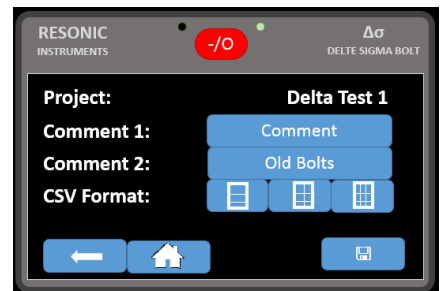 RESONIC
INSTRUMENTS
-/O
Δσ
DELTE SIGMA BOLT
Project: Delta Test 1
Comment 1: Comment
Comment 2: Old Bolts
CSV Format: